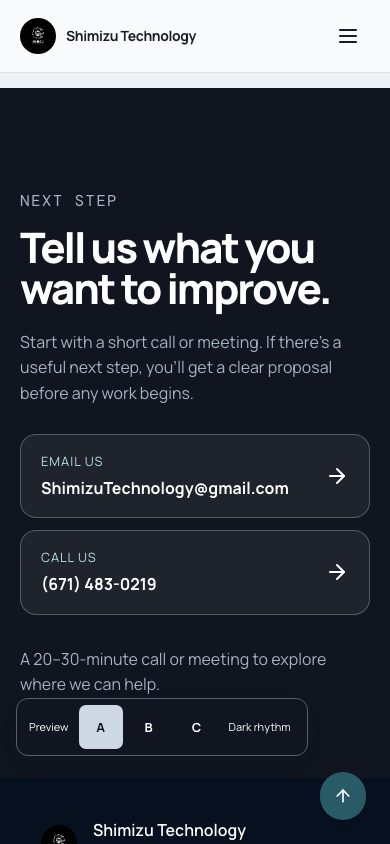 Shimizu Technology
NEXT STEP
Tell us what you
want to improve.
Start with a short call or meeting. If there's a
useful next step, you'll get a clear proposal
before any work begins.
EMAIL US
ShimizuTechnology@gmail.com
CALL US
(671) 483-0219
A 20–30-minute call or meeting to explore
where we can help.
Preview A B C Dark rhythm
Shimizu Technology